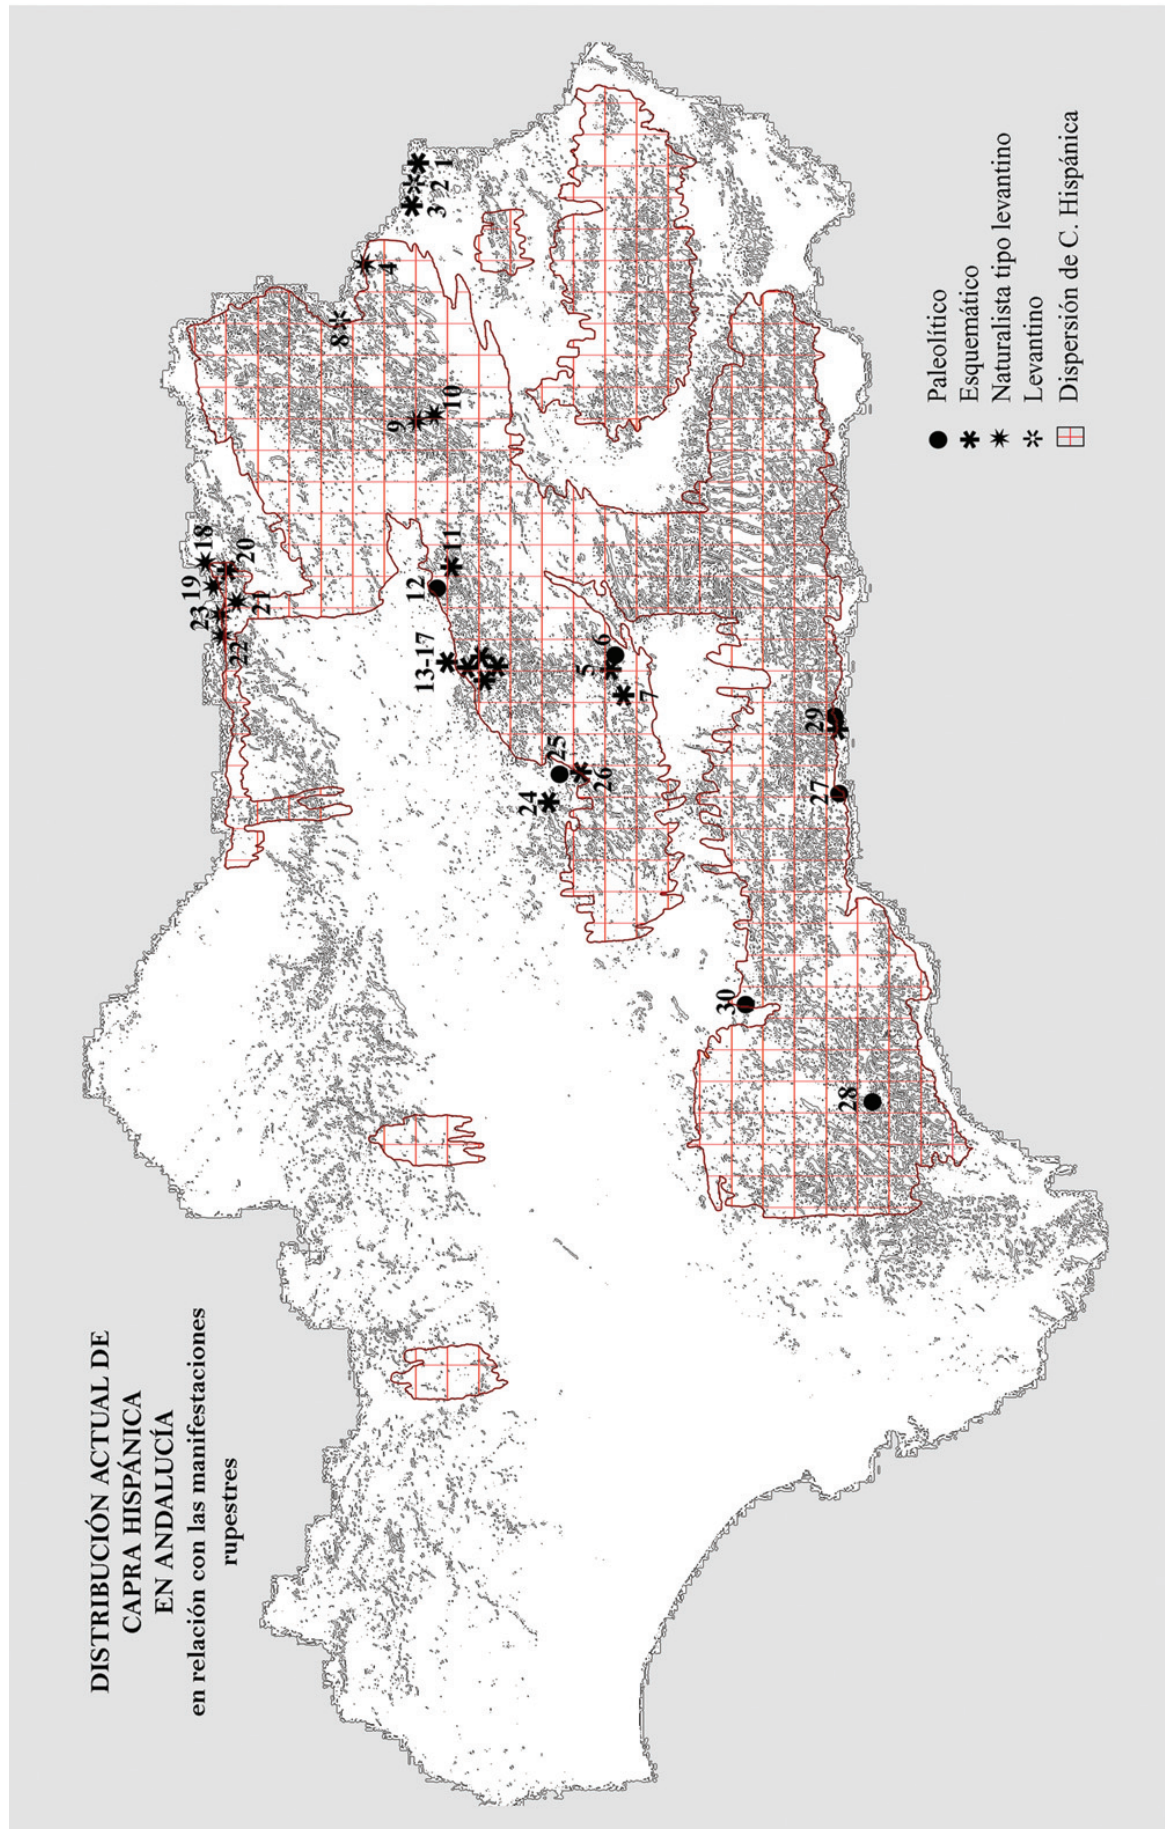 DISTRIBUCIÓN ACTUAL DE
CAPRA HISPÁNICA
EN ANDALUCÍA
en relación con las manifestaciones
rupestres
22
23
19
18
21
20
8
4
3
2
1
9
10
13-17
12
11
24
25
26
5
6
7
30
28
27
29
Paleolítico
Esquemático
Naturalista tipo levantino
Levantino
Dispersión de C. Hispánica